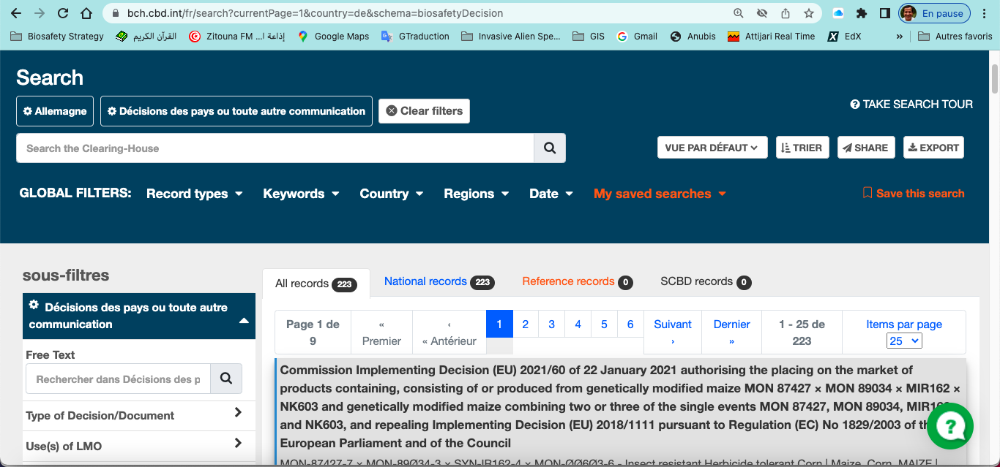 bch.cbd.int/fr/search?currentPage=1&country=de&schema=biosafetyDecision
En pause
Biosafety Strategy القرآن الكريم Zitouna FM ...إذاعة ا Google Maps GTraduction Invasive Alien Spe... GIS Gmail Anubis Attijari Real Time EdX » Autres favoris
Search
Allemagne Décisions des pays ou toute autre communication Clear filters
TAKE SEARCH TOUR
Search the Clearing-House
VUE PAR DÉFAUT TRIER SHARE EXPORT
GLOBAL FILTERS: Record types Keywords Country Regions Date My saved searches Save this search
sous-filtres
Décisions des pays ou toute autre
communication
Free Text
Rechercher dans Décisions des p
Type of Decision/Document
Use(s) of LMO
All records 223 National records 223 Reference records 0 SCBD records 0
Page 1 de
9
«
Premier
‹
« Antérieur
1 2 3 4 5 6
Suivant
›
Dernier
»
1 - 25 de
223
Items par page
25
Commission Implementing Decision (EU) 2021/60 of 22 January 2021 authorising the placing on the market of
products containing, consisting of or produced from genetically modified maize MON 87427 × MON 89034 × MIR162 ×
NK603 and genetically modified maize combining two or three of the single events MON 87427, MON 89034, MIR162
and NK603, and repealing Implementing Decision (EU) 2018/1111 pursuant to Regulation (EC) No 1829/2003 of the
European Parliament and of the Council
MON-87427-7 × MON-89Ø34-3 × SYN-IR162-4 × MON-ØØ6Ø3-6 - Insect resistant Herbicide tolerant Corn | Maize, Corn, MAIZE |